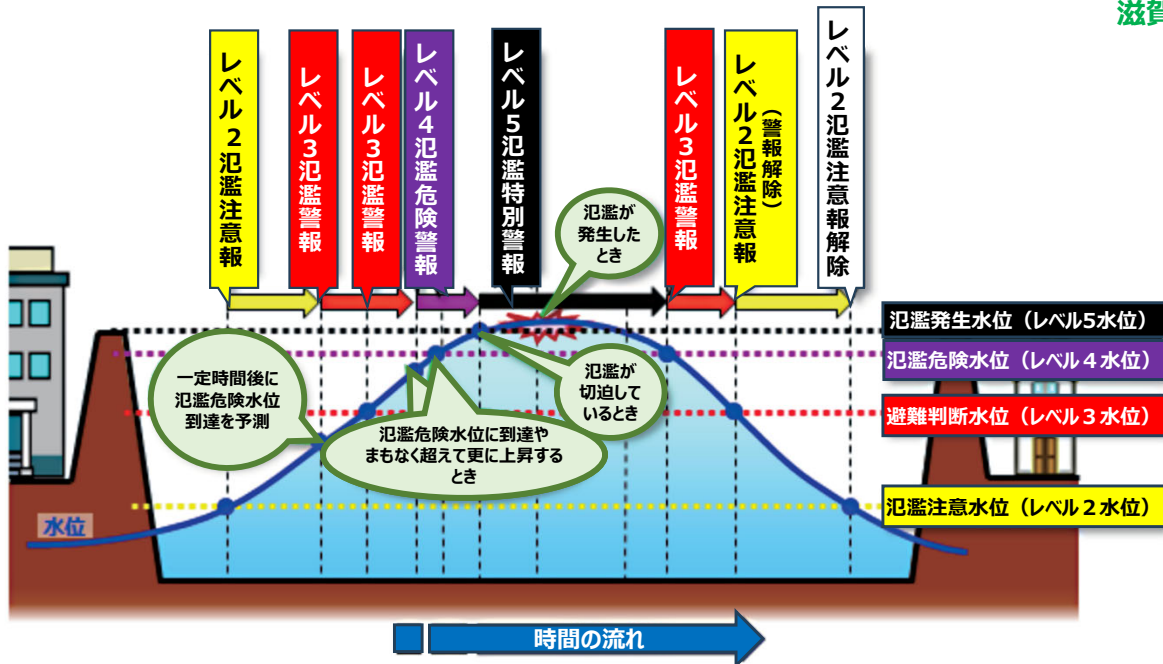 滋賀
レベル2氾濫注意報
レベル3氾濫警報
レベル3氾濫警報
レベル4氾濫危険警報
レベル5氾濫特別警報
レベル3氾濫警報
レベル2氾濫注意報
（警報解除）
レベル2氾濫注意報解除
氾濫が
発生した
とき
氾濫発生水位（レベル5水位）
氾濫危険水位（レベル４水位）
避難判断水位（レベル３水位）
氾濫注意水位（レベル２水位）
一定時間後に
氾濫危険水位
到達を予測
氾濫が
切迫して
いるとき
氾濫危険水位に到達や
まもなく超えて更に上昇する
とき
水位
時間の流れ